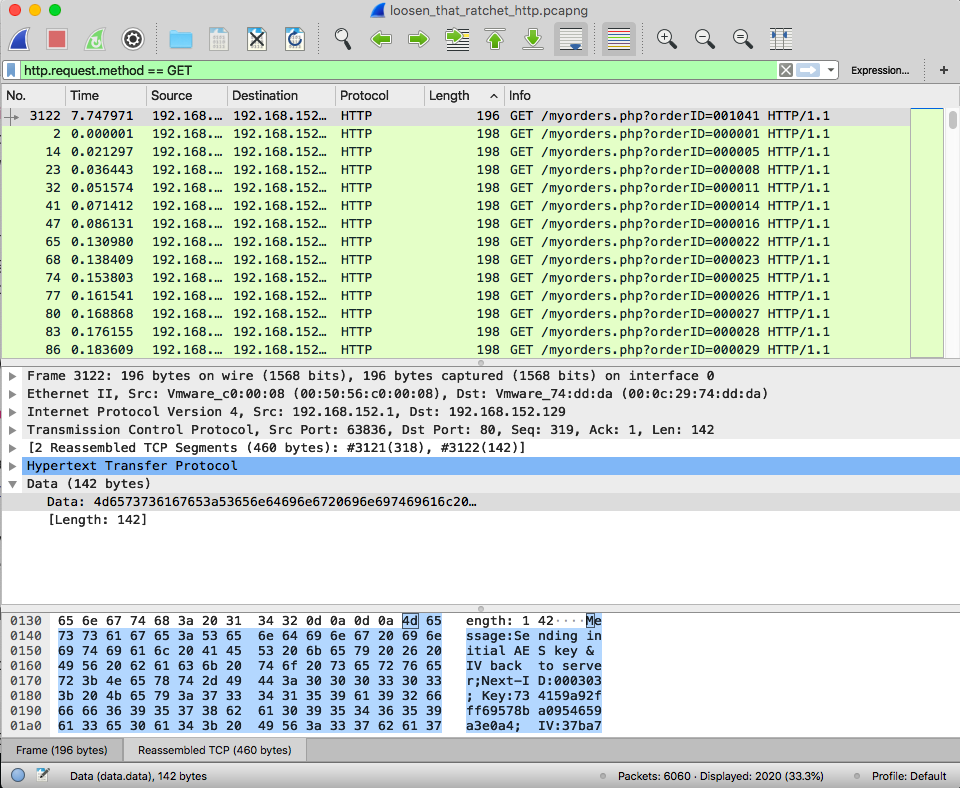 loosen_that_ratchet_http.pcapng
http.request.method == GET Expression... +
No. Time Source Destination Protocol Length Info
3122 7.747971 192.168.... 192.168.152... HTTP 196 GET /myorders.php?orderID=001041 HTTP/1.1
2 0.000001 192.168.... 192.168.152... HTTP 198 GET /myorders.php?orderID=000001 HTTP/1.1
14 0.021297 192.168.... 192.168.152... HTTP 198 GET /myorders.php?orderID=000005 HTTP/1.1
23 0.036443 192.168.... 192.168.152... HTTP 198 GET /myorders.php?orderID=000008 HTTP/1.1
32 0.051574 192.168.... 192.168.152... HTTP 198 GET /myorders.php?orderID=000011 HTTP/1.1
41 0.071412 192.168.... 192.168.152... HTTP 198 GET /myorders.php?orderID=000014 HTTP/1.1
47 0.086131 192.168.... 192.168.152... HTTP 198 GET /myorders.php?orderID=000016 HTTP/1.1
65 0.130980 192.168.... 192.168.152... HTTP 198 GET /myorders.php?orderID=000022 HTTP/1.1
68 0.138409 192.168.... 192.168.152... HTTP 198 GET /myorders.php?orderID=000023 HTTP/1.1
74 0.153803 192.168.... 192.168.152... HTTP 198 GET /myorders.php?orderID=000025 HTTP/1.1
77 0.161541 192.168.... 192.168.152... HTTP 198 GET /myorders.php?orderID=000026 HTTP/1.1
80 0.168868 192.168.... 192.168.152... HTTP 198 GET /myorders.php?orderID=000027 HTTP/1.1
83 0.176155 192.168.... 192.168.152... HTTP 198 GET /myorders.php?orderID=000028 HTTP/1.1
86 0.183609 192.168.... 192.168.152... HTTP 198 GET /myorders.php?orderID=000029 HTTP/1.1
Frame 3122: 196 bytes on wire (1568 bits), 196 bytes captured (1568 bits) on interface 0
Ethernet II, Src: Vmware_c0:00:08 (00:50:56:c0:00:08), Dst: Vmware_74:dd:da (00:0c:29:74:dd:da)
Internet Protocol Version 4, Src: 192.168.152.1, Dst: 192.168.152.129
Transmission Control Protocol, Src Port: 63836, Dst Port: 80, Seq: 319, Ack: 1, Len: 142
[2 Reassembled TCP Segments (460 bytes): #3121(318), #3122(142)]
Hypertext Transfer Protocol
Data (142 bytes)
Data: 4d6573736167653a53656e64696e6720696e697469616c20...
[Length: 142]
0130 65 6e 67 74 68 3a 20 31 34 32 0d 0a 0d 0a 4d 65 ength: 1 42····Me
0140 73 73 61 67 65 3a 53 65 6e 64 69 6e 67 20 69 6e ssage:Se nding in
0150 69 74 69 61 6c 20 41 45 53 20 6b 65 79 20 26 20 itial AE S key &
0160 49 56 20 62 61 63 6b 20 74 6f 20 73 65 72 76 65 IV back to serve
0170 72 3b 4e 65 78 74 2d 49 44 3a 30 30 30 33 30 33 r;Next-I D:000303
0180 3b 20 4b 65 79 3a 37 33 34 31 35 39 61 39 32 66 ; Key:73 4159a92f
0190 66 66 36 39 35 37 38 62 61 30 39 35 34 36 35 39 ff69578b a0954659
01a0 61 33 65 30 61 34 3b 20 49 56 3a 33 37 62 61 37 a3e0a4; IV:37ba7
Frame (196 bytes) Reassembled TCP (460 bytes)
Data (data.data), 142 bytes Packets: 6060 · Displayed: 2020 (33.3%) Profile: Default